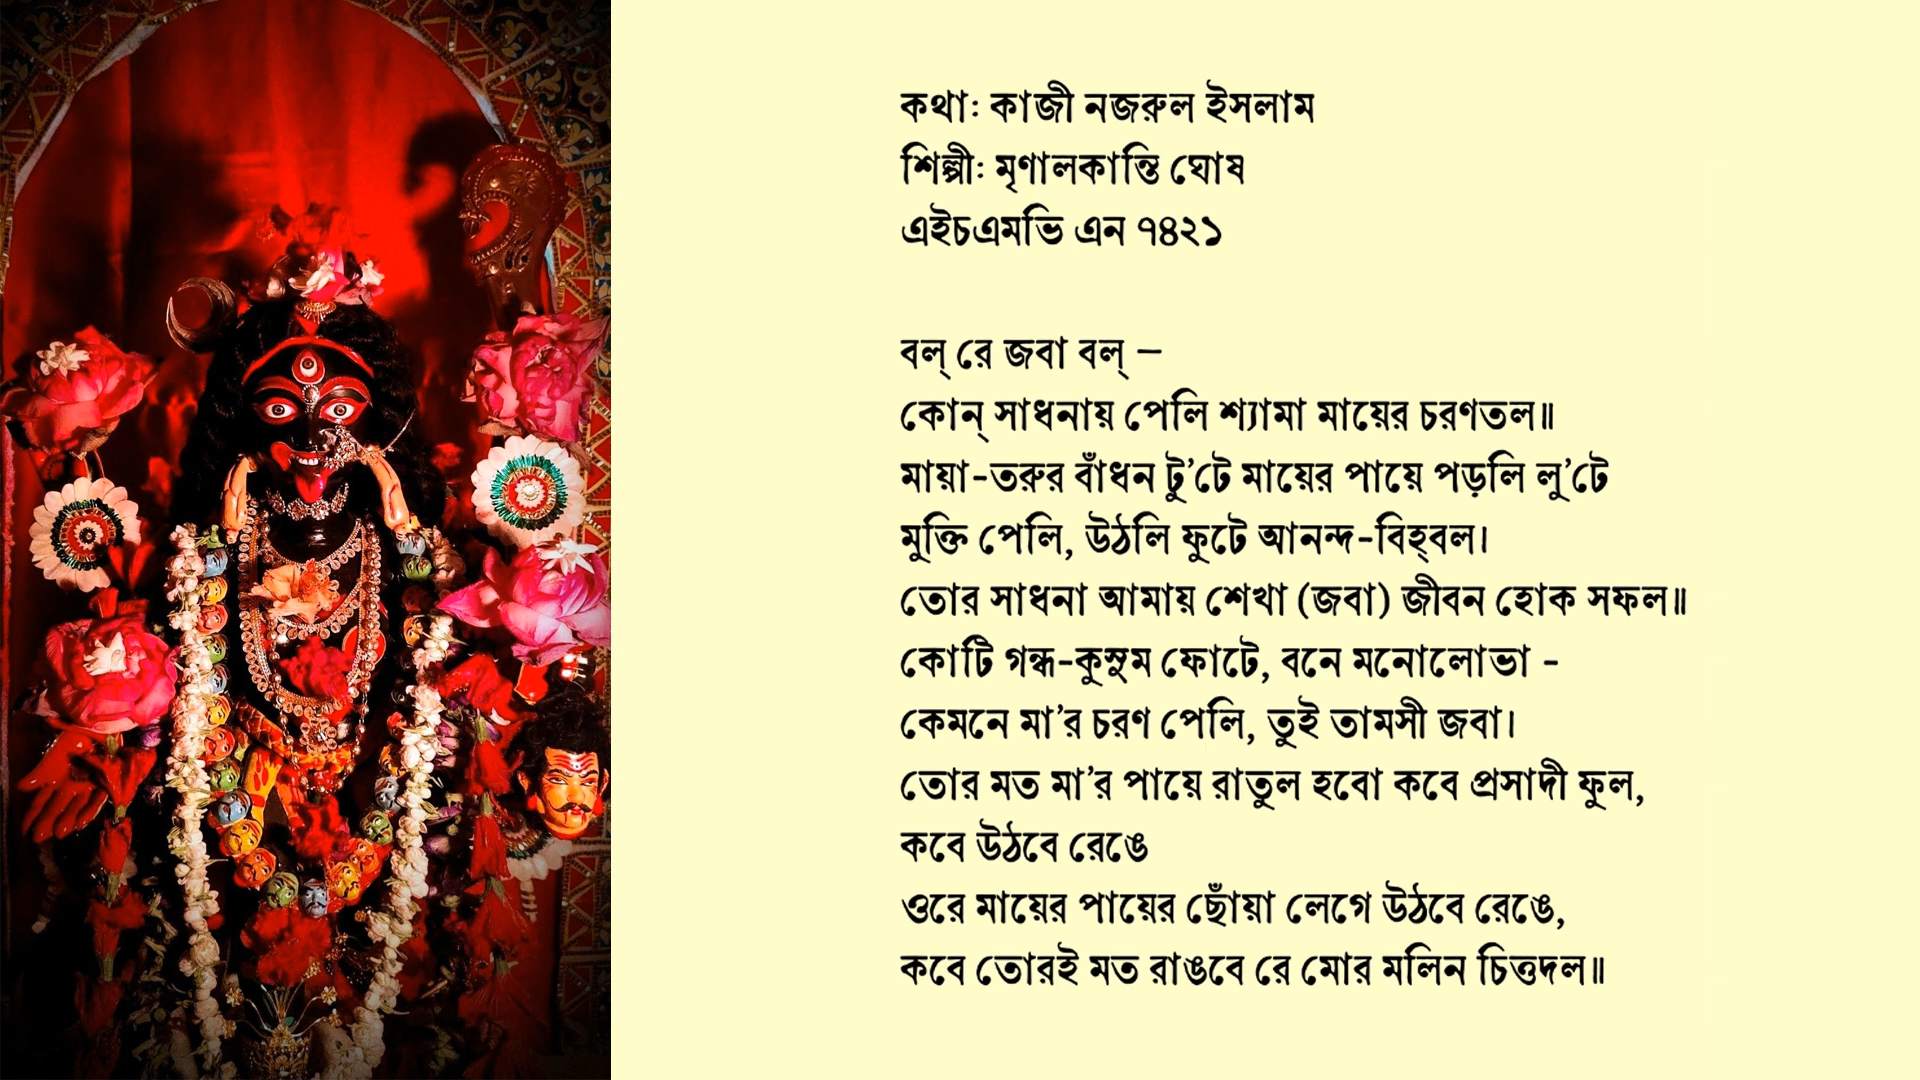 কথা: কাজী নজরুল ইসলাম
শিল্পী: মৃণালকান্তি ঘোষ
এইচএমভি এন ৭৪২১
বল্ রে জবা বল্ –
কোন্ সাধনায় পেলি শ্যামা মায়ের চরণতল॥
মায়া-তরুর বাঁধন টু’টে মায়ের পায়ে পড়লি লু’টে
মুক্তি পেলি, উঠলি ফুটে আনন্দ-বিহ্বল।
তোর সাধনা আমায় শেখা (জবা) জীবন হোক সফল॥
কোটি গন্ধ-কুসুম ফোটে, বনে মনোলোভা -
কেমনে মা’র চরণ পেলি, তুই তামসী জবা।
তোর মত মা’র পায়ে রাতুল হবো কবে প্রসাদী ফুল,
কবে উঠবে রেঙে
ওরে মায়ের পায়ের ছোঁয়া লেগে উঠবে রেঙে,
কবে তোরই মত রাঙবে রে মোর মলিন চিত্তদল॥